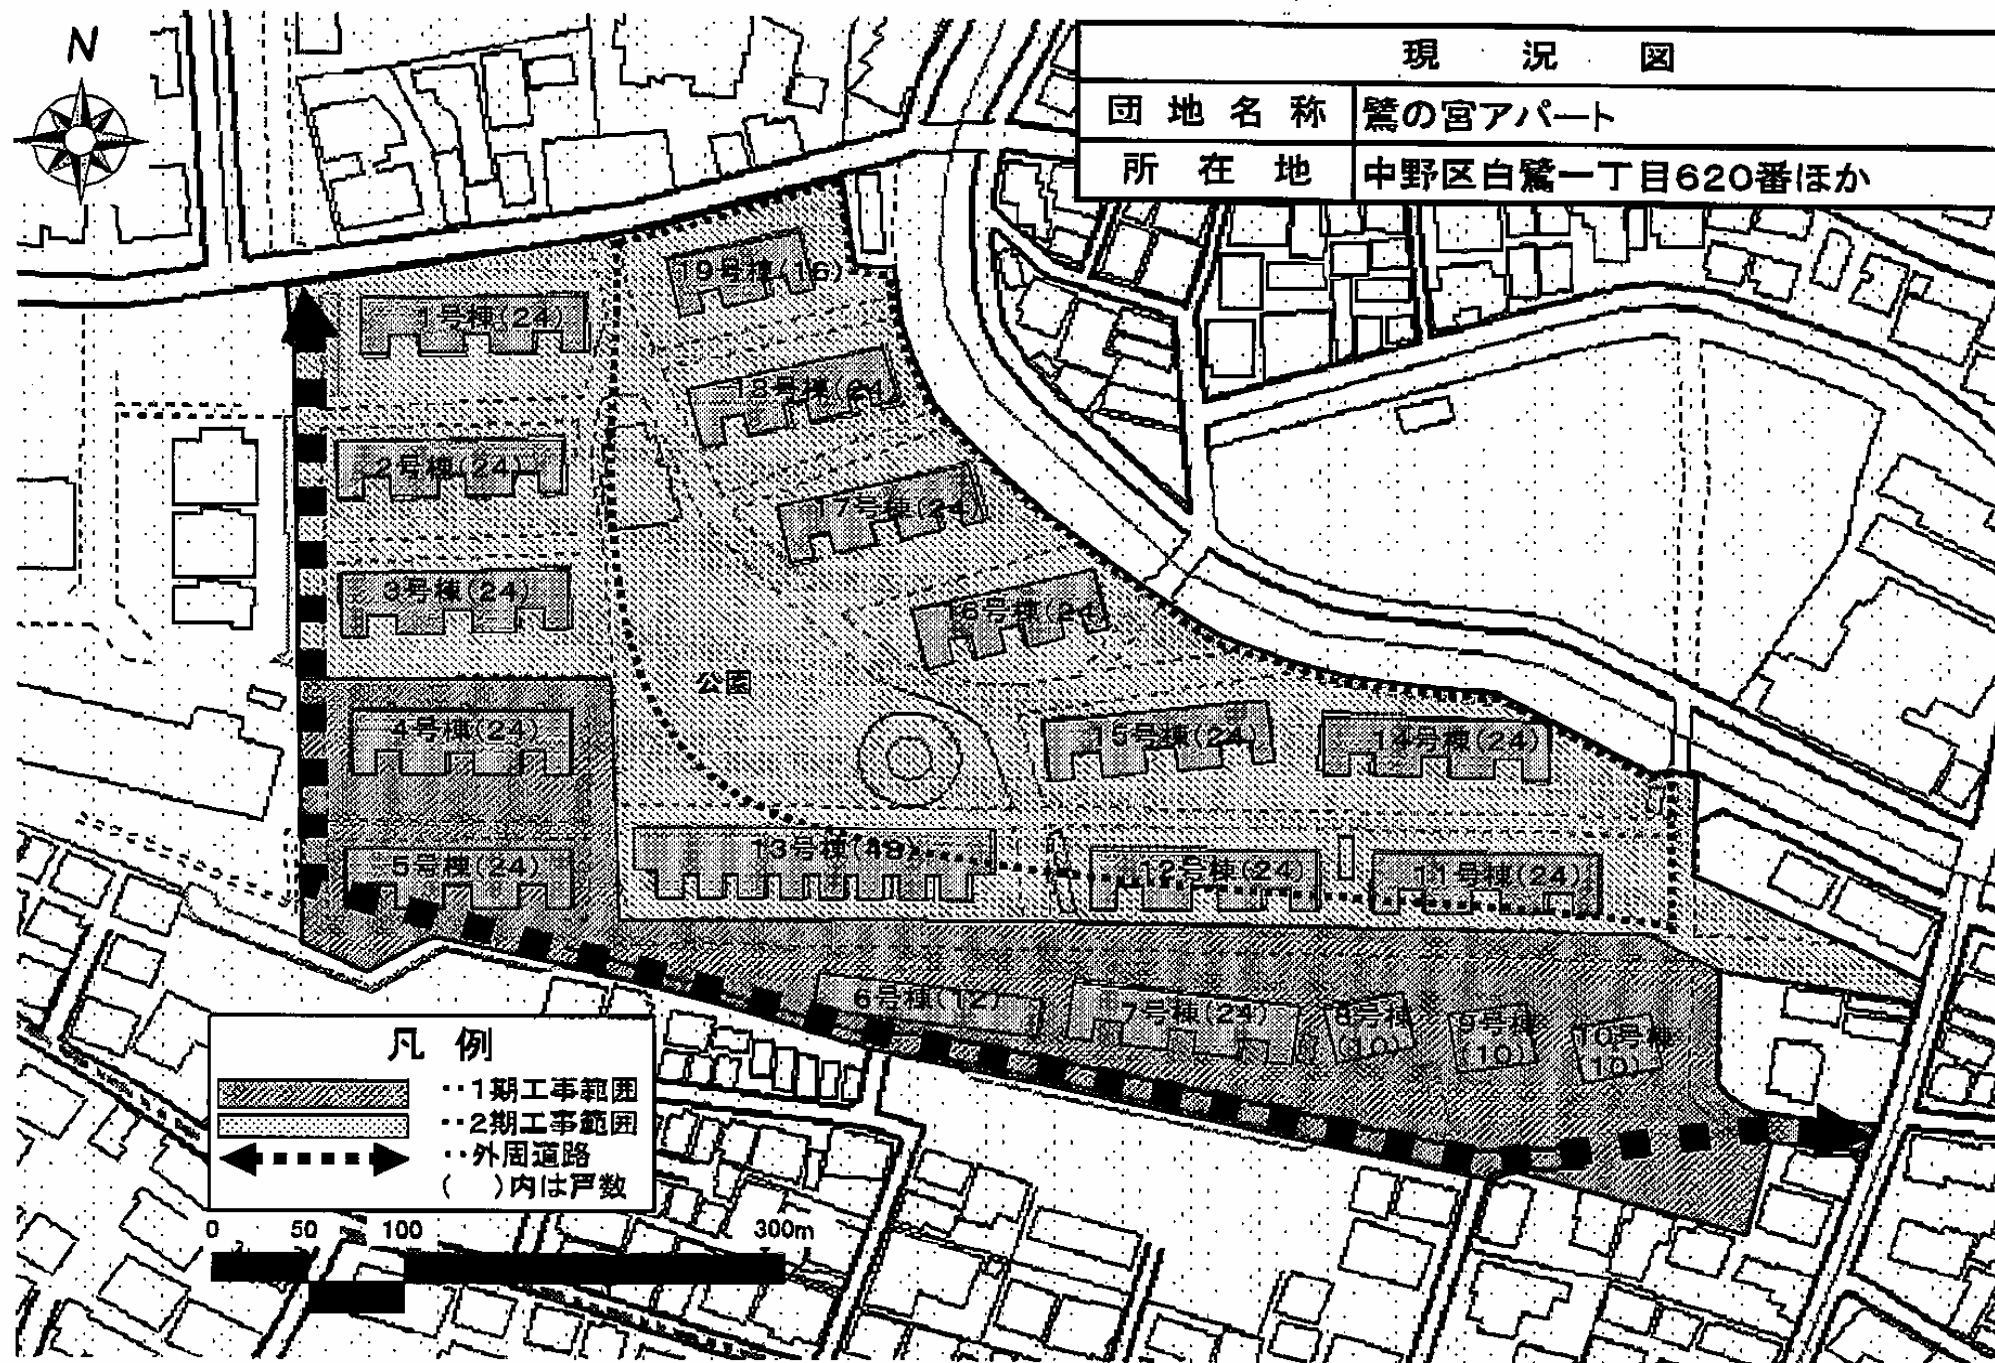 N
現況図
団地名称 鷺の宮アパート
所在地 中野区白鷺一丁目620番ほか
19号棟(16)
1号棟(24)
18号棟(24
2号棟(24)
17号棟(24)
3号棟(24)
16号棟(24
公園
4号棟(24)
15号棟(24)
14号棟(24)
13号棟(48)
5号棟(24)
12号棟(24)
11号棟(24)
6号棟(12)
7号棟(24)
8号棟
(10)
9号棟
(10)
10号棟
(10)
凡例
‥1期工事範囲
‥2期工事範囲
‥外周道路
(　)内は戸数
0 50 100 300m